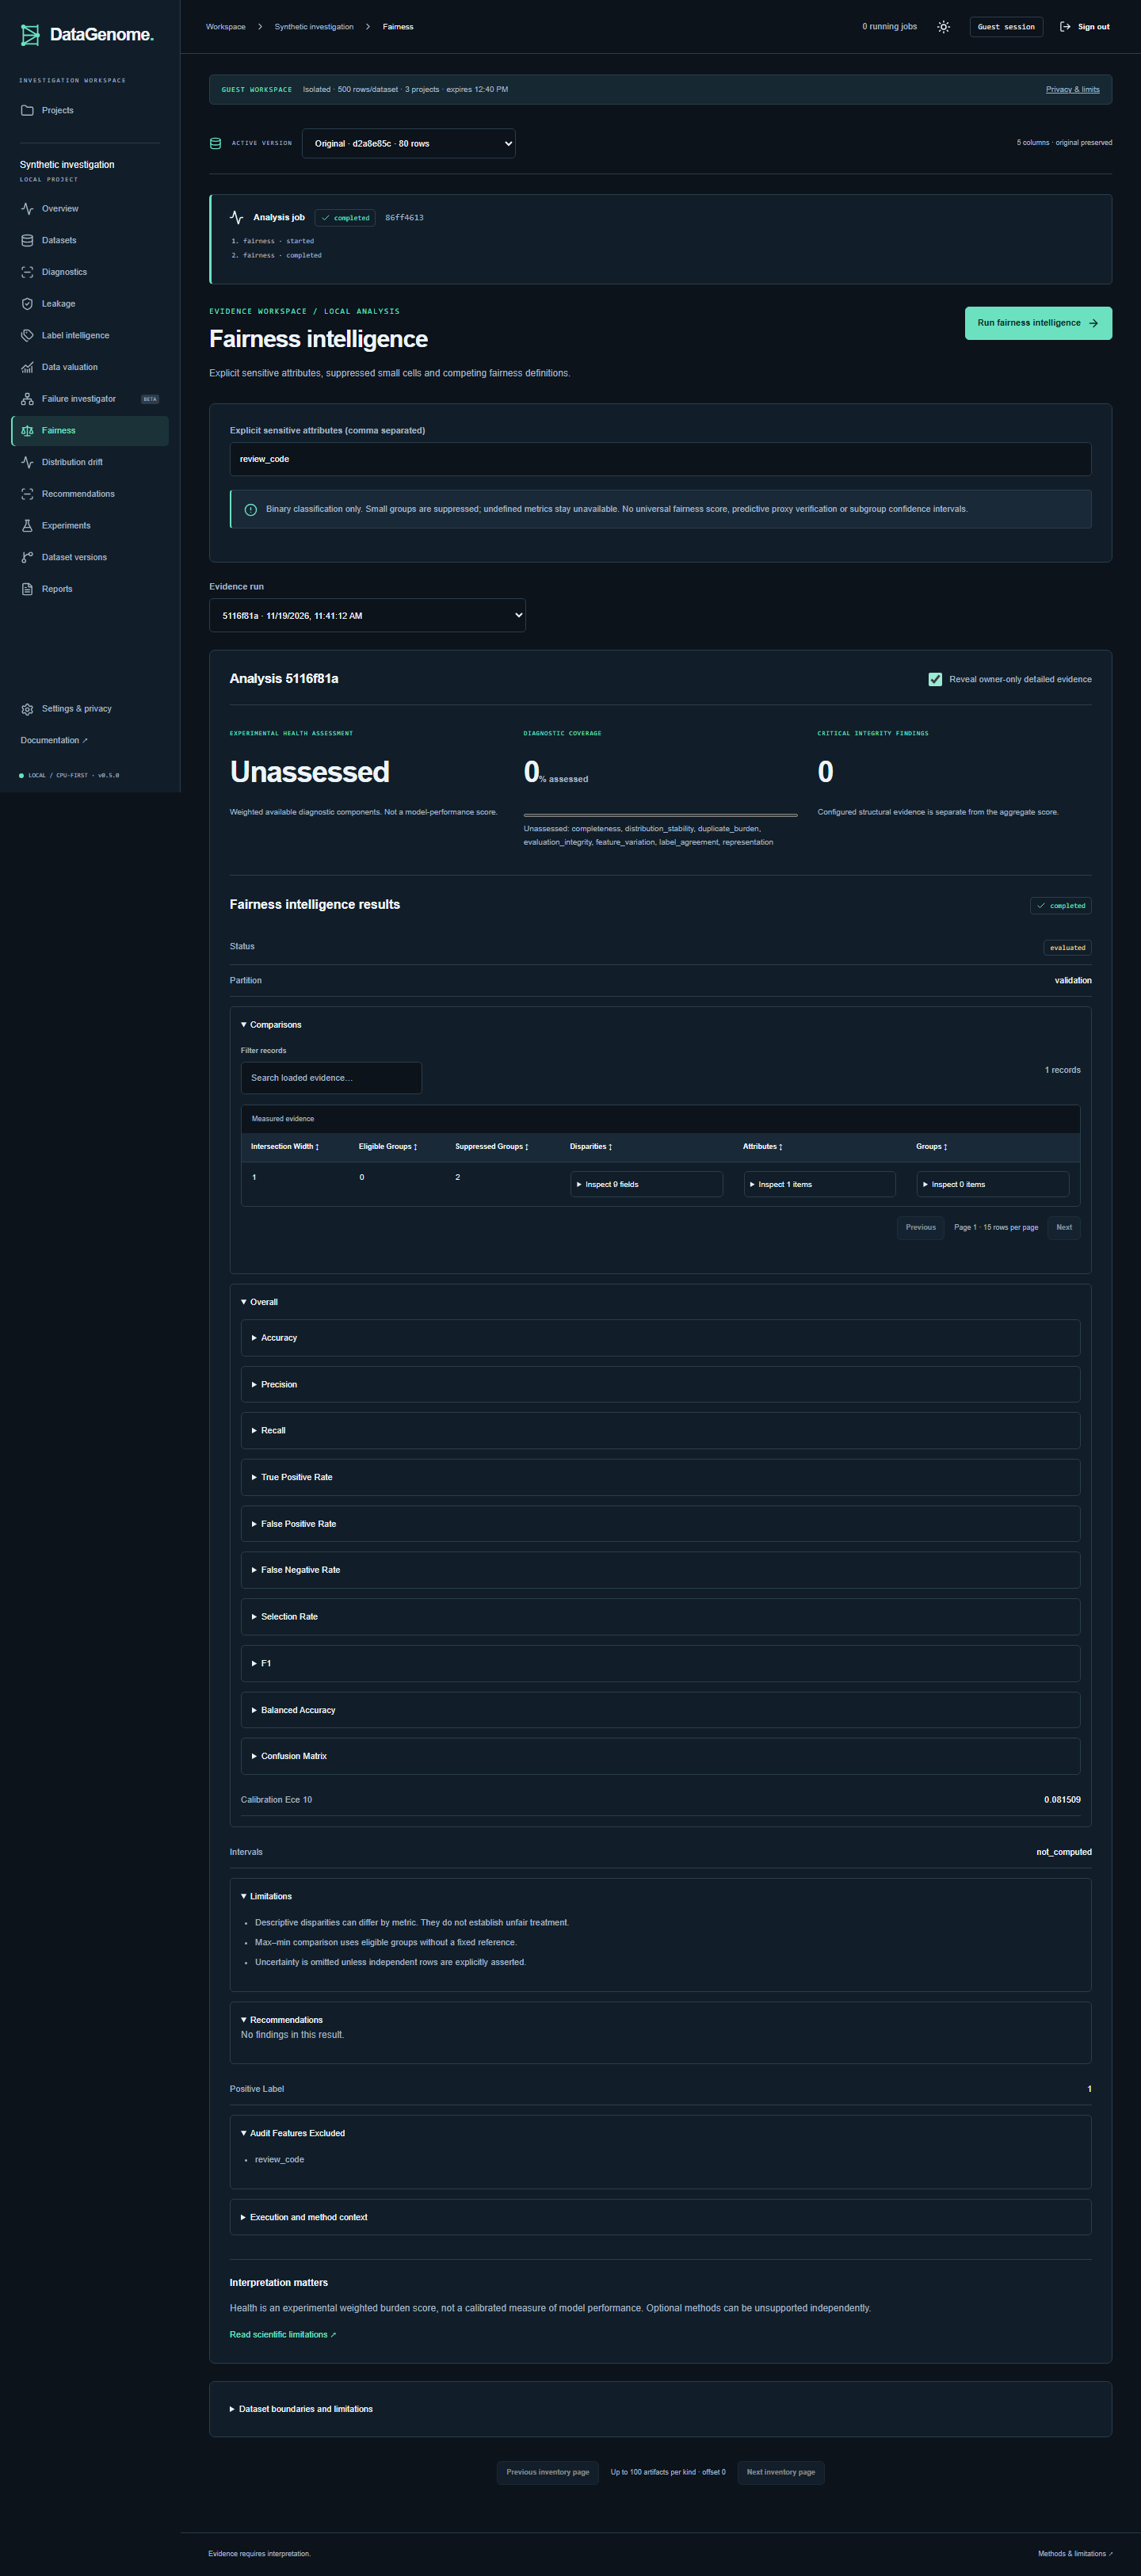 DataGenome.
INVESTIGATION WORKSPACE
Projects
Synthetic investigation
LOCAL PROJECT
Overview
Datasets
Diagnostics
Leakage
Label intelligence
Data valuation
Failure investigator BETA
Fairness
Distribution drift
Recommendations
Experiments
Dataset versions
Reports
Settings & privacy
Documentation ↗
LOCAL / CPU-FIRST · v0.5.0
Workspace > Synthetic investigation > Fairness
0 running jobs
Guest session
Sign out
GUEST WORKSPACE Isolated · 500 rows/dataset · 3 projects · expires 12:40 PM
Privacy & limits
ACTIVE VERSION
Original · d2a8e85c · 80 rows
5 columns · original preserved
Analysis job completed 86ff4613
1. fairness · started
2. fairness · completed
EVIDENCE WORKSPACE / LOCAL ANALYSIS
Fairness intelligence
Run fairness intelligence
Explicit sensitive attributes, suppressed small cells and competing fairness definitions.
Explicit sensitive attributes (comma separated)
review_code
Binary classification only. Small groups are suppressed; undefined metrics stay unavailable. No universal fairness score, predictive proxy verification or subgroup confidence intervals.
Evidence run
5116f81a · 11/19/2026, 11:41:12 AM
Analysis 5116f81a
Reveal owner-only detailed evidence
EXPERIMENTAL HEALTH ASSESSMENT
Unassessed
Weighted available diagnostic components. Not a model-performance score.
DIAGNOSTIC COVERAGE
0% assessed
Unassessed: completeness, distribution_stability, duplicate_burden,
evaluation_integrity, feature_variation, label_agreement, representation
CRITICAL INTEGRITY FINDINGS
0
Configured structural evidence is separate from the aggregate score.
Fairness intelligence results
completed
Status
evaluated
Partition
validation
Comparisons
Filter records
Search loaded evidence...
1 records
Measured evidence
Intersection Width ↕ Eligible Groups ↕ Suppressed Groups ↕ Disparities ↕ Attributes ↕ Groups ↕
1 0 2 Inspect 9 fields Inspect 1 items Inspect 0 items
Previous Page 1 · 15 rows per page Next
Overall
Accuracy
Precision
Recall
True Positive Rate
False Positive Rate
False Negative Rate
Selection Rate
F1
Balanced Accuracy
Confusion Matrix
Calibration Ece 10
0.081509
Intervals
not_computed
Limitations
Descriptive disparities can differ by metric. They do not establish unfair treatment.
Max–min comparison uses eligible groups without a fixed reference.
Uncertainty is omitted unless independent rows are explicitly asserted.
Recommendations
No findings in this result.
Positive Label
1
Audit Features Excluded
review_code
Execution and method context
Interpretation matters
Health is an experimental weighted burden score, not a calibrated measure of model performance. Optional methods can be unsupported independently.
Read scientific limitations ↗
Dataset boundaries and limitations
Previous inventory page Up to 100 artifacts per kind · offset 0 Next inventory page
Evidence requires interpretation.
Methods & limitations ↗